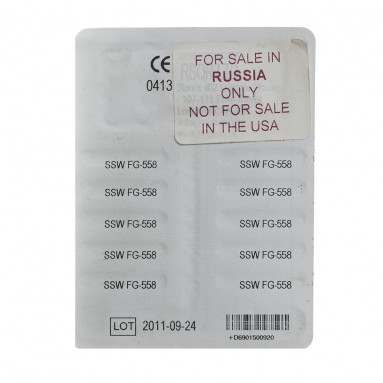 CE
0413
FOR SALE IN
RUSSIA
ONLY
NOT FOR SALE
IN THE USA
SSW FG-558 SSW FG-558
SSW FG-558 SSW FG-558
SSW FG-558 SSW FG-558
SSW FG-558 SSW FG-558
SSW FG-558 SSW FG-558
LOT 2011-09-24
+D6901500920